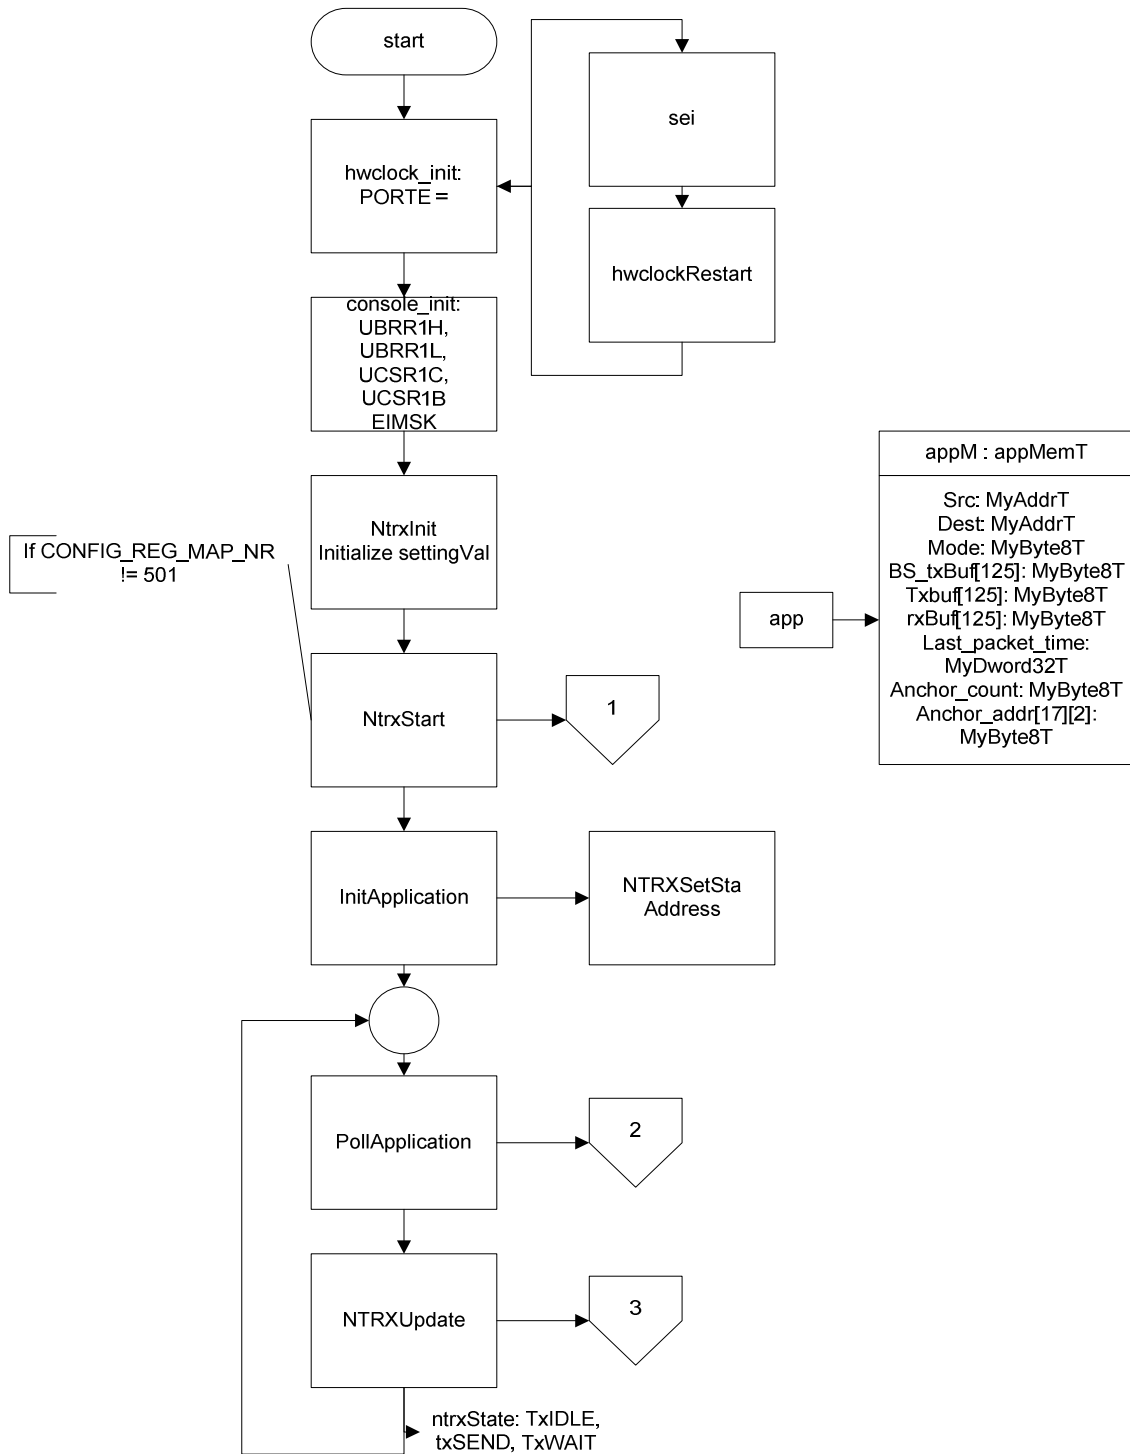 start
sei
hwclock_init:
PORTE =
hwclockRestart
console_init:
UBRR1H,
UBRR1L,
UCSR1C,
UCSR1B
EIMSK
appM : appMemT
Src: MyAddrT
Dest: MyAddrT
Mode: MyByte8T
BS_txBuf[125]: MyByte8T
Txbuf[125]: MyByte8T
rxBuf[125]: MyByte8T
Last_packet_time:
MyDword32T
Anchor_count: MyByte8T
Anchor_addr[17][2]:
MyByte8T
NtrxInit
Initialize settingVal
If CONFIG_REG_MAP_NR
!= 501
app
NtrxStart
1
InitApplication
NTRXSetSta
Address
PollApplication
2
NTRXUpdate
3
ntrxState: TxIDLE,
txSEND, TxWAIT